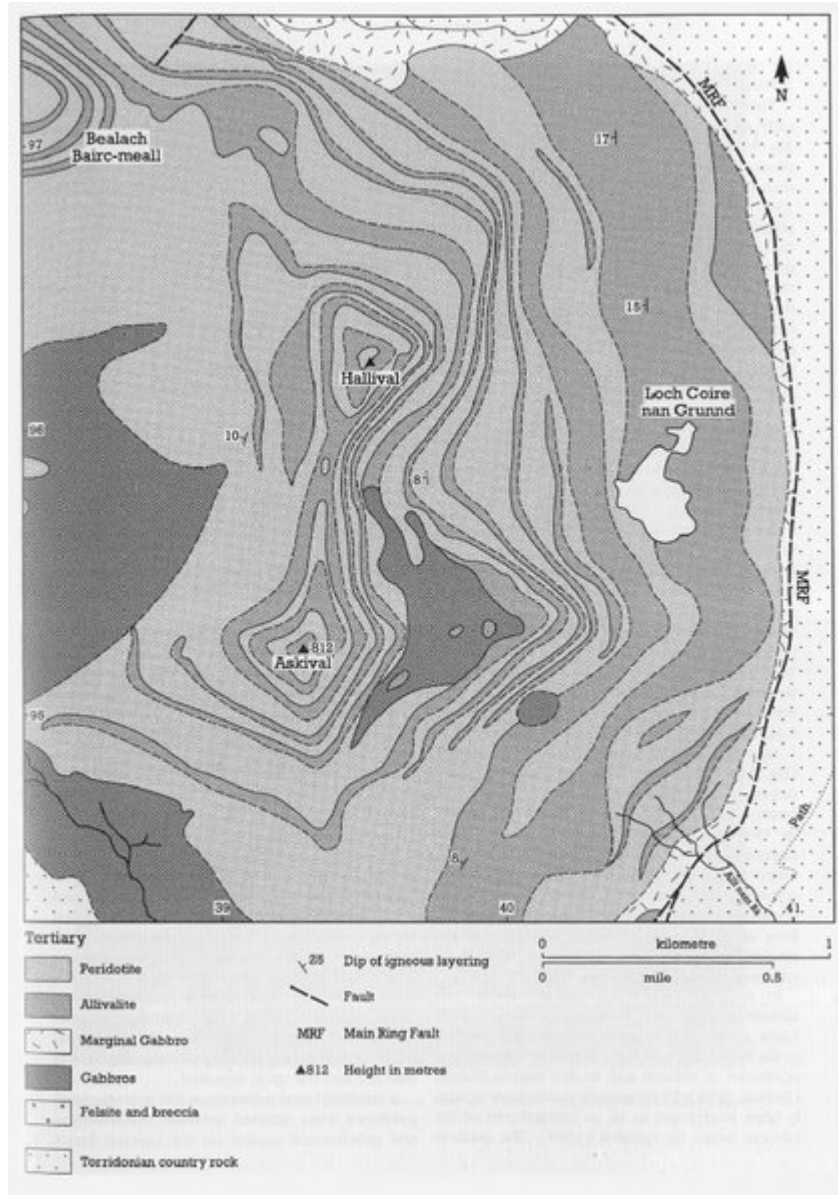 MRF
N
17
97
Bealach
Bairc-meall
15
Hallival
Loch Coire
nan Grunnd
96
10
8
MRF
812
Askival
95
Path
8
39
40
41
Tertiary
Peridotite
Allivalite
Marginal Gabbro
Gabbros
Felsite and breccia
Torridonian country rock
25 Dip of igneous layering
Fault
MRF Main Ring Fault
812 Height in metres
0 kilometre 1
0 mile 0.5